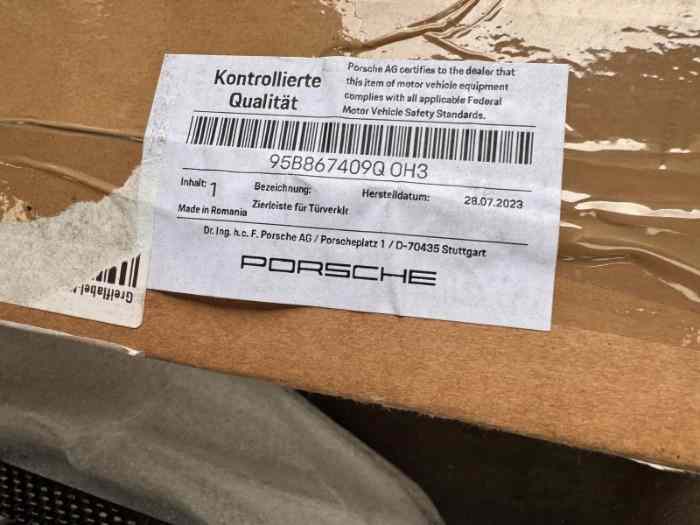 Kontrollierte
Qualität
Porsche AG certifies to the dealer that
this item of motor vehicle equipment
complies with all applicable Federal
Motor Vehicle Safety Standards.
95B867409Q 0H3
Inhalt: 1
Bezeichnung:
Herstelldatum:
28.07.2023
Made in Romania
Zierleiste für Türverklr
Dr. Ing. h.c. F. Porsche AG / Porscheplatz 1 / D-70435 Stuttgart
PORSCHE